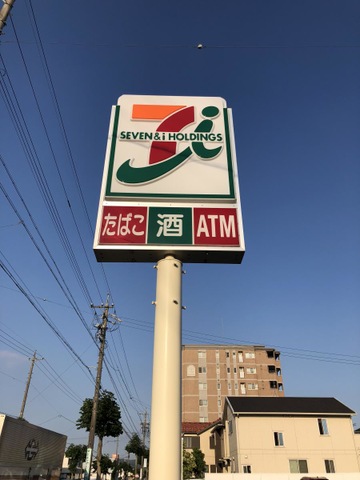 SEVEN&i HOLDINGS
たばこ 酒 ATM